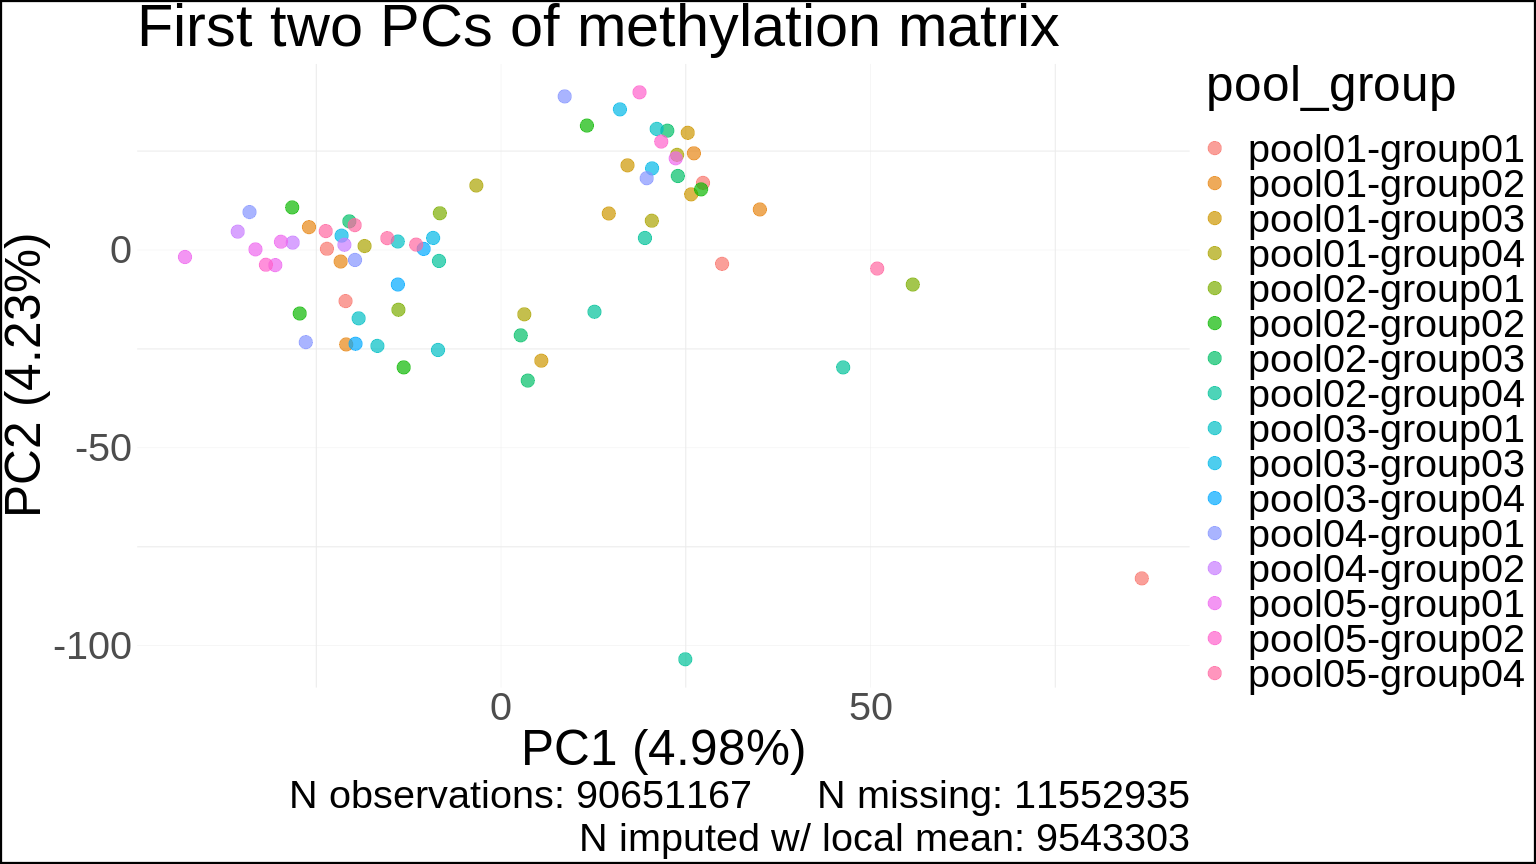 First two PCs of methylation matrix
PC2 (4.23%)
0
-50
-100
0
50
PC1 (4.98%)
N observations: 90651167 N missing: 11552935
N imputed w/ local mean: 9543303
pool_group
pool01-group01
pool01-group02
pool01-group03
pool01-group04
pool02-group01
pool02-group02
pool02-group03
pool02-group04
pool03-group01
pool03-group03
pool03-group04
pool04-group01
pool04-group02
pool05-group01
pool05-group02
pool05-group04